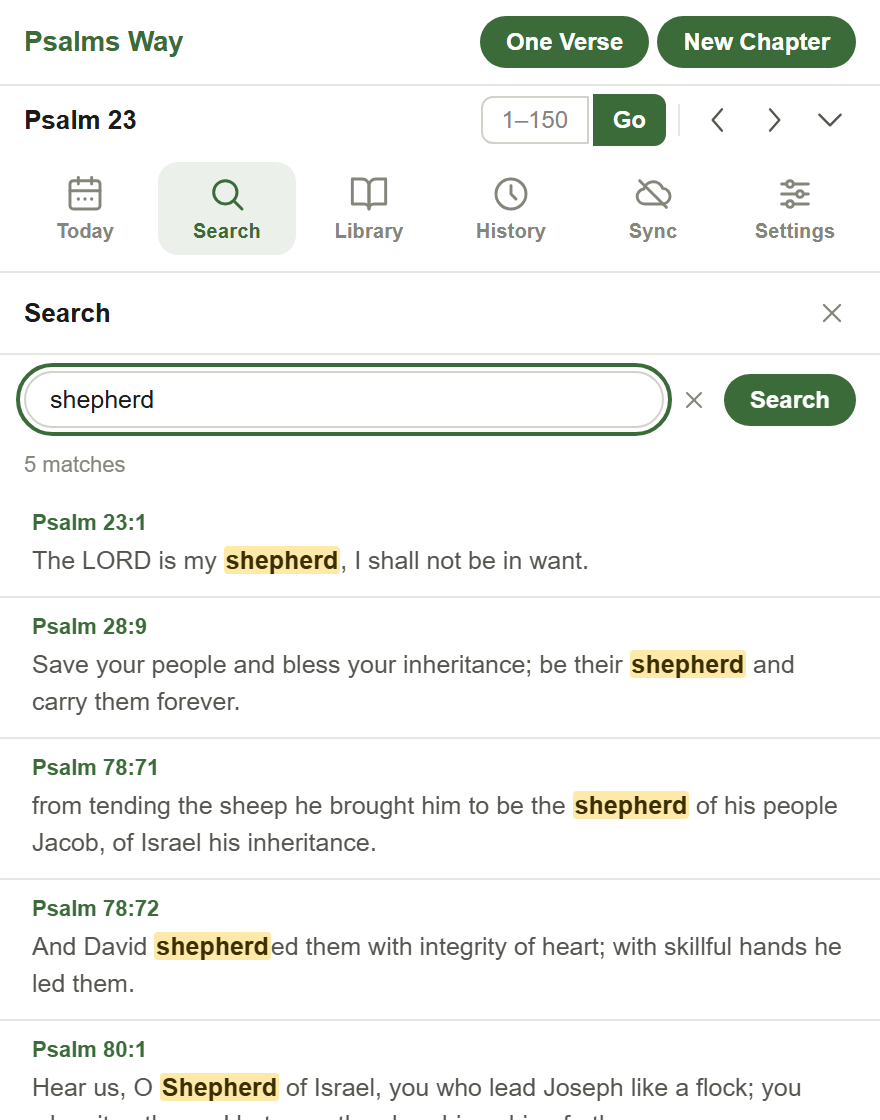 Psalms Way One Verse New Chapter
Psalm 23 1–150 Go
Today Search Library History Sync Settings
Search
shepherd Search
5 matches
Psalm 23:1
The LORD is my shepherd, I shall not be in want.
Psalm 28:9
Save your people and bless your inheritance; be their shepherd and
carry them forever.
Psalm 78:71
from tending the sheep he brought him to be the shepherd of his people
Jacob, of Israel his inheritance.
Psalm 78:72
And David shepherded them with integrity of heart; with skillful hands he
led them.
Psalm 80:1
Hear us, O Shepherd of Israel, you who lead Joseph like a flock; you